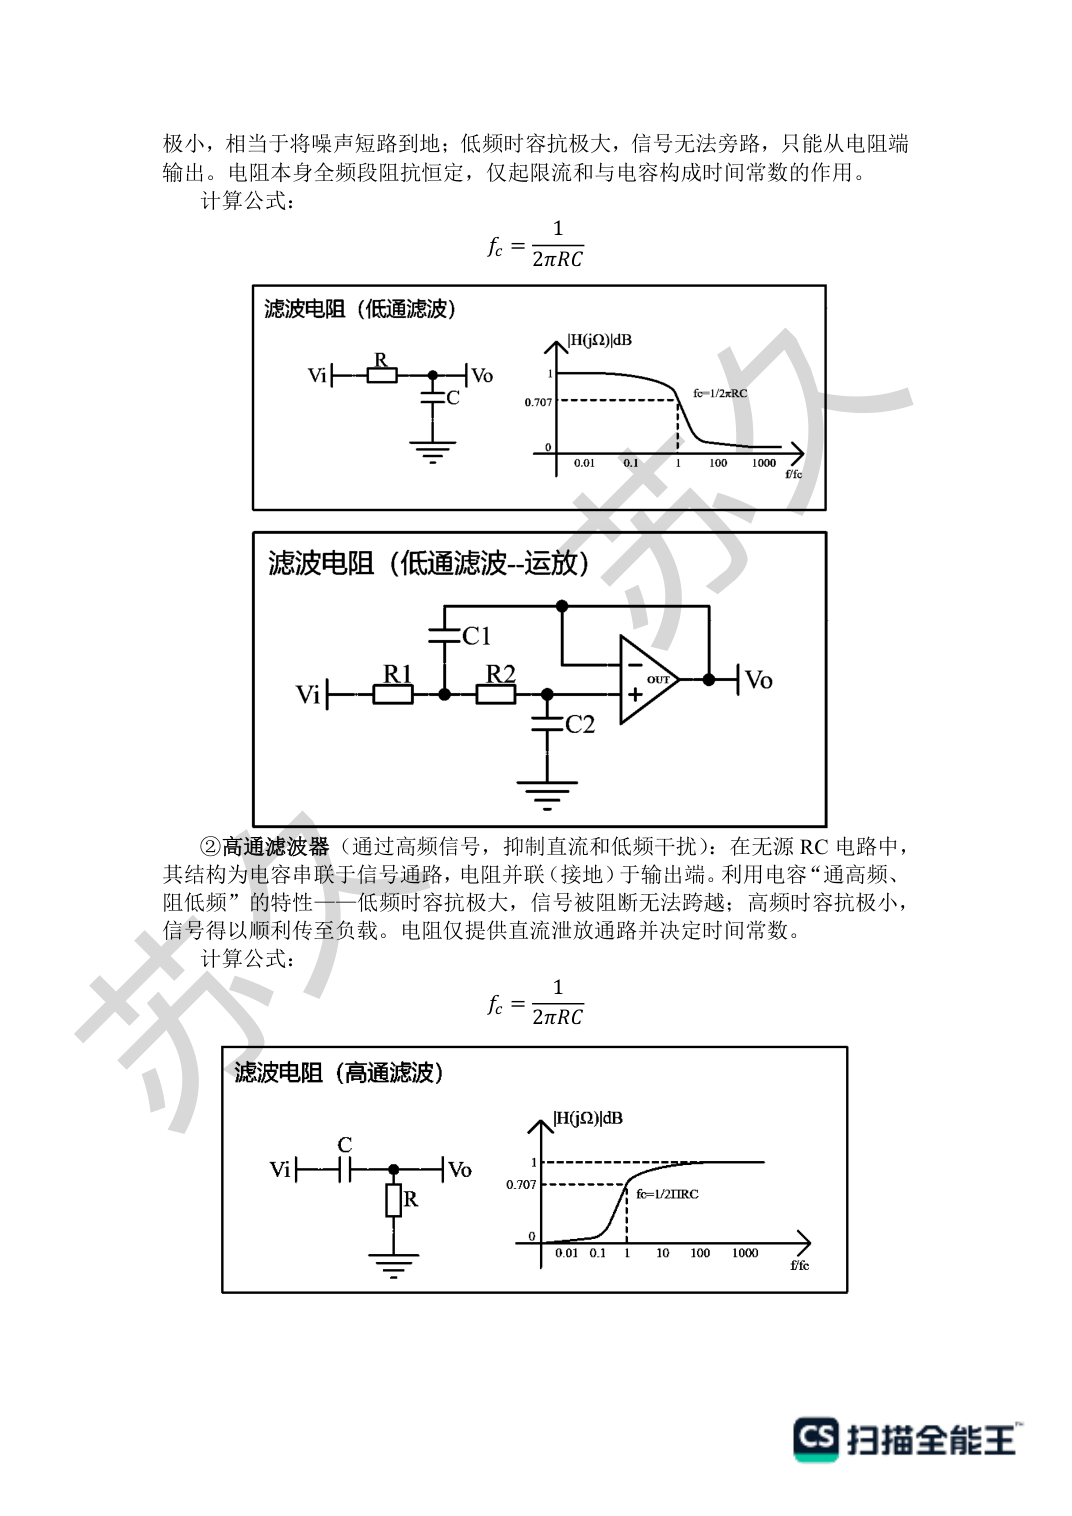 极小，相当于将噪声短路到地；低频时容抗极大，信号无法旁路，只能从电阻端
输出。电阻本身全频段阻抗恒定，仅起限流和与电容构成时间常数的作用。
计算公式：
f_c = 1/(2πRC)
滤波电阻（低通滤波）
|H(jΩ)|dB
R
Vi
Vo
C
1
0.707
0
fc=1/2πRC
0.01 0.1 1 100 1000
f/fc
滤波电阻（低通滤波--运放）
C1
R1
R2
Vi
OUT
Vo
C2
②高通滤波器（通过高频信号，抑制直流和低频干扰）：在无源 RC 电路中，
其结构为电容串联于信号通路，电阻并联（接地）于输出端。利用电容“通高频、
阻低频”的特性——低频时容抗极大，信号被阻断无法跨越；高频时容抗极小，
信号得以顺利传至负载。电阻仅提供直流泄放通路并决定时间常数。
计算公式：
f_c = 1/(2πRC)
滤波电阻（高通滤波）
|H(jΩ)|dB
C
Vi
Vo
R
1
0.707
0
fc=1/2ΠRC
0.01 0.1 1 10 100 1000
f/fc
苏久
苏久
CS 扫描全能王™